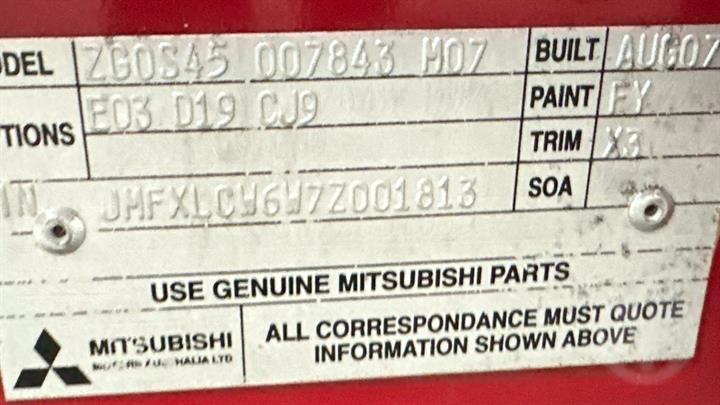 ODEL ZG0S45 007843 M07 BUILT AUG07
TIONS E03 D19 CJ9 PAINT
TRIM X3
IN JMFXLCW6W7Z001813 SOA
USE GENUINE MITSUBISHI PARTS
MITSUBISHI
ALL CORRESPONDANCE MUST QUOTE
INFORMATION SHOWN ABOVE